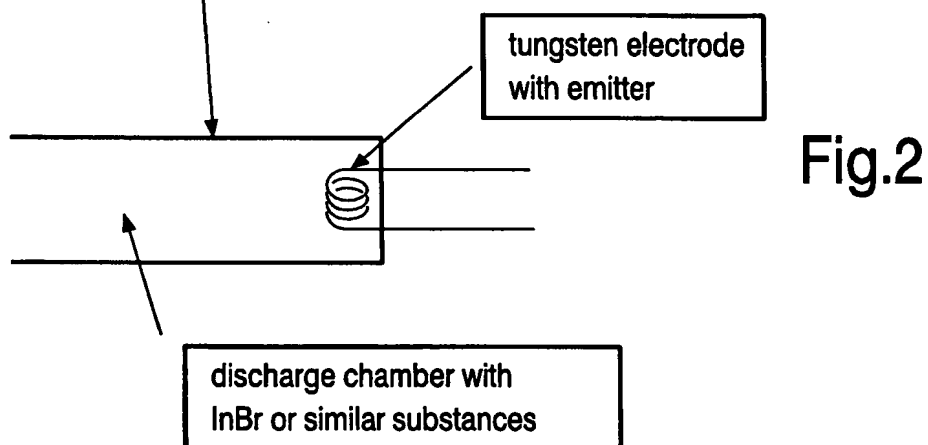 tungsten electrode
with emitter
Fig.2
discharge chamber with
InBr or similar substances